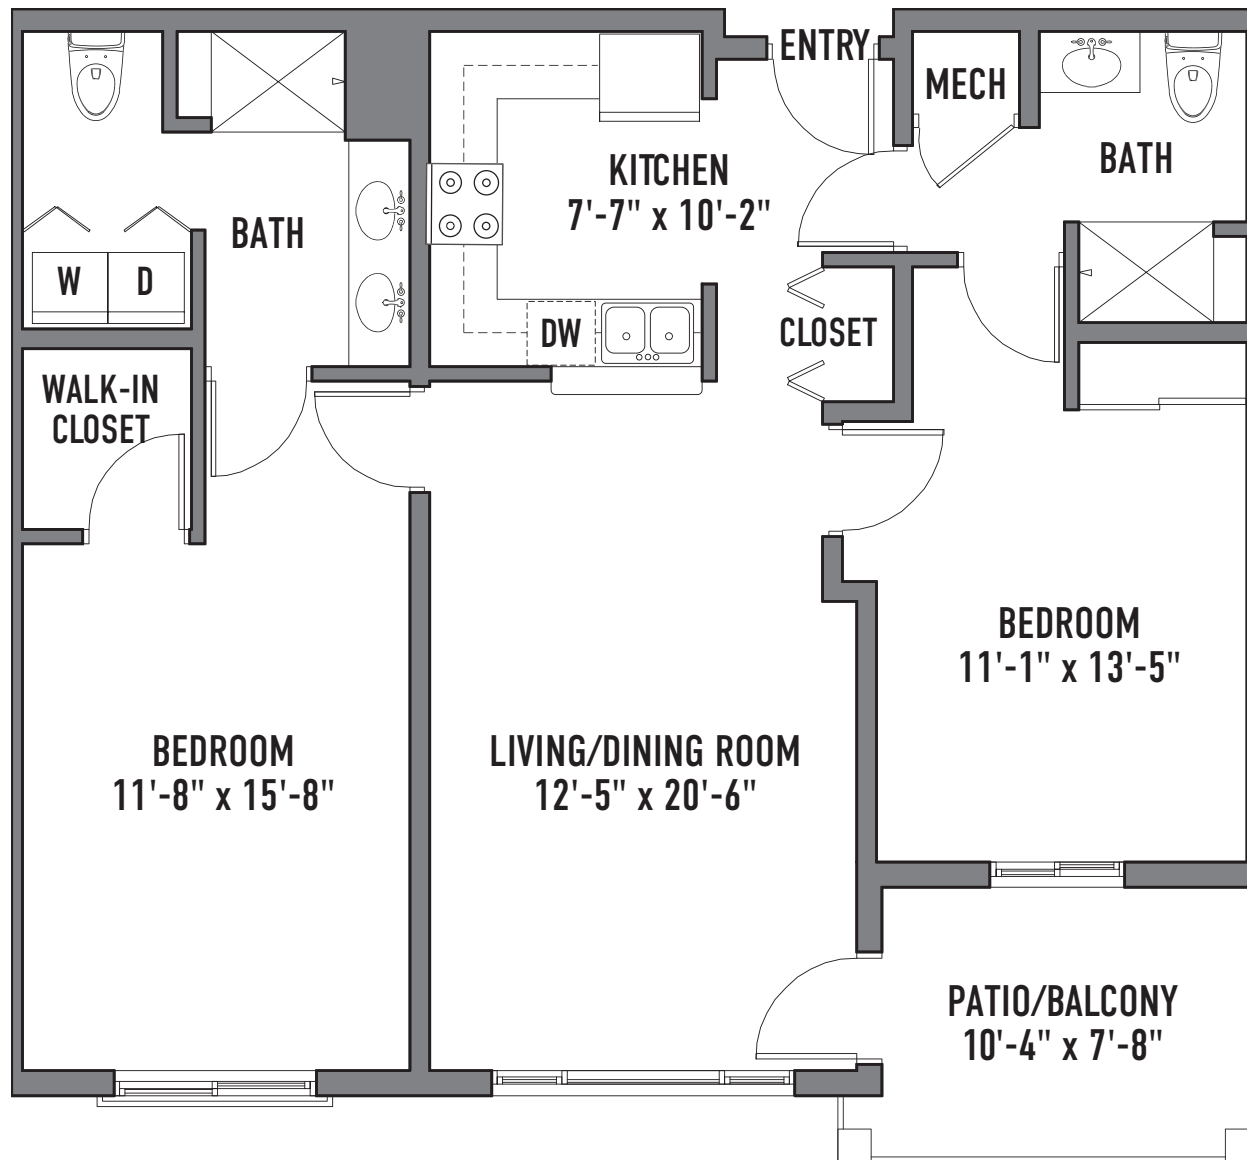 ENTRY
MECH
KITCHEN
7'-7" x 10'-2"
BATH
BATH
W
D
DW
CLOSET
WALK-IN
CLOSET
BEDROOM
11'-1" x 13'-5"
BEDROOM
11'-8" x 15'-8"
LIVING/DINING ROOM
12'-5" x 20'-6"
PATIO/BALCONY
10'-4" x 7'-8"